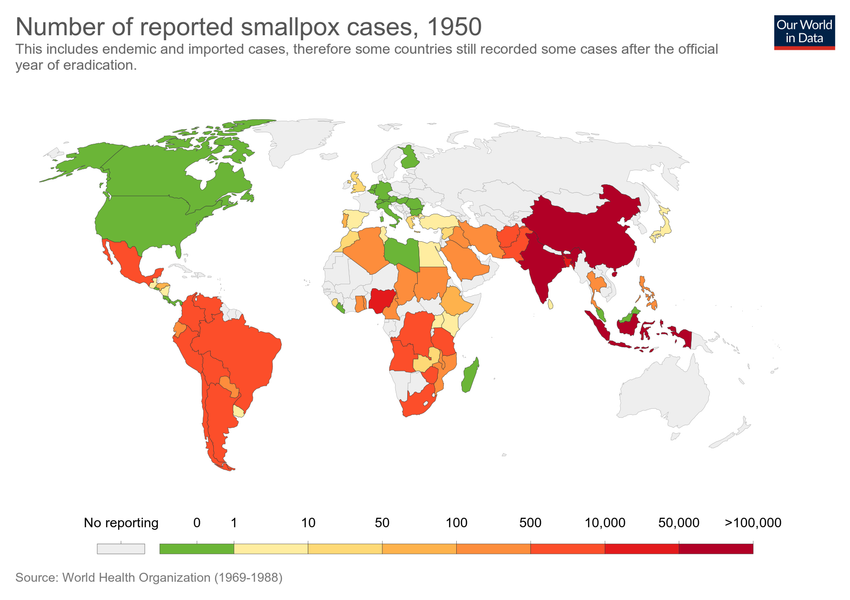 Number of reported smallpox cases, 1950
This includes endemic and imported cases, therefore some countries still recorded some cases after the official
year of eradication.
Our World
in Data
No reporting 0 1 10 50 100 500 10,000 50,000 >100,000
Source: World Health Organization (1969-1988)